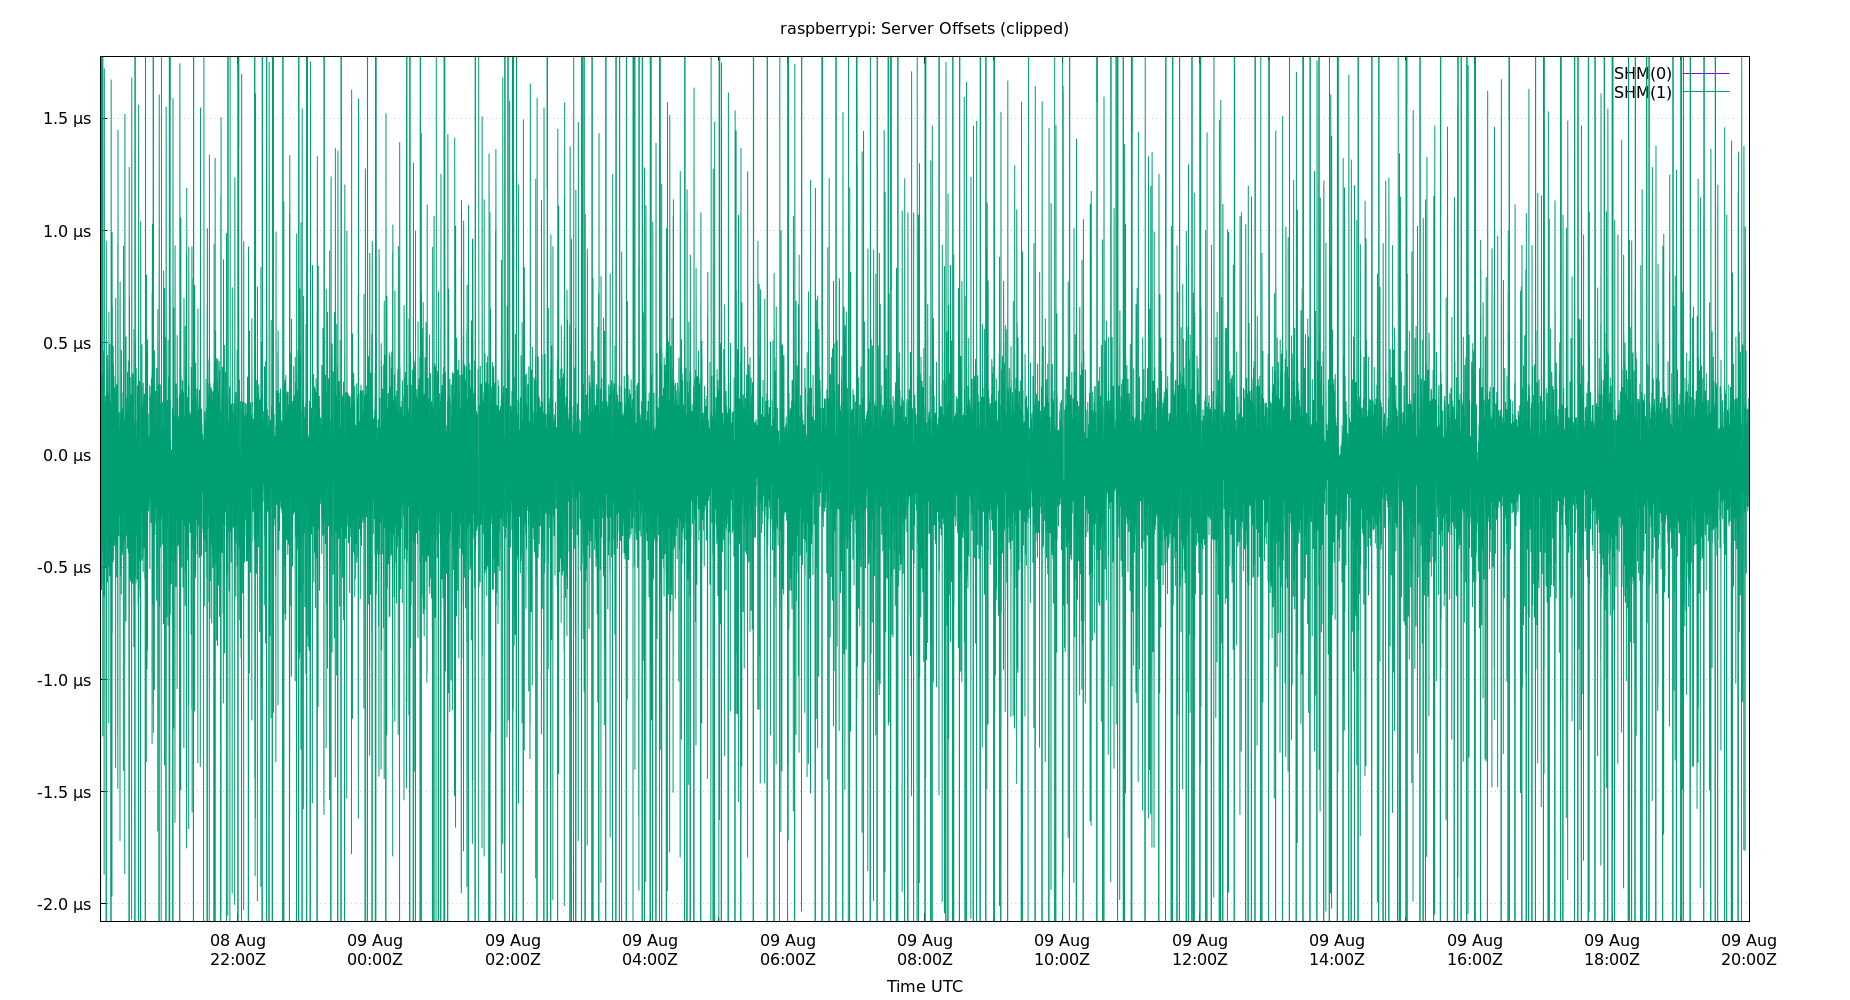 raspberrypi: Server Offsets (clipped)
SHM(0)
SHM(1)
1.5 µs
1.0 µs
0.5 µs
0.0 µs
-0.5 µs
-1.0 µs
-1.5 µs
-2.0 µs
08 Aug 09 Aug 09 Aug 09 Aug 09 Aug 09 Aug 09 Aug 09 Aug 09 Aug 09 Aug 09 Aug 09 Aug
22:00Z 00:00Z 02:00Z 04:00Z 06:00Z 08:00Z 10:00Z 12:00Z 14:00Z 16:00Z 18:00Z 20:00Z
Time UTC